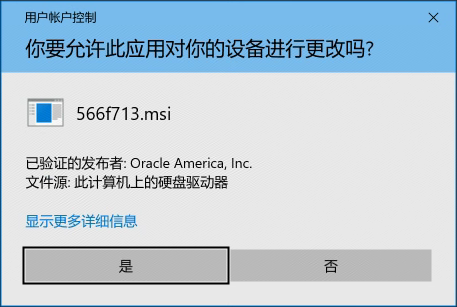 用户帐户控制
你要允许此应用对你的设备进行更改吗?
566f713.msi
已验证的发布者: Oracle America, Inc.
文件源: 此计算机上的硬盘驱动器
显示更多详细信息
是
否